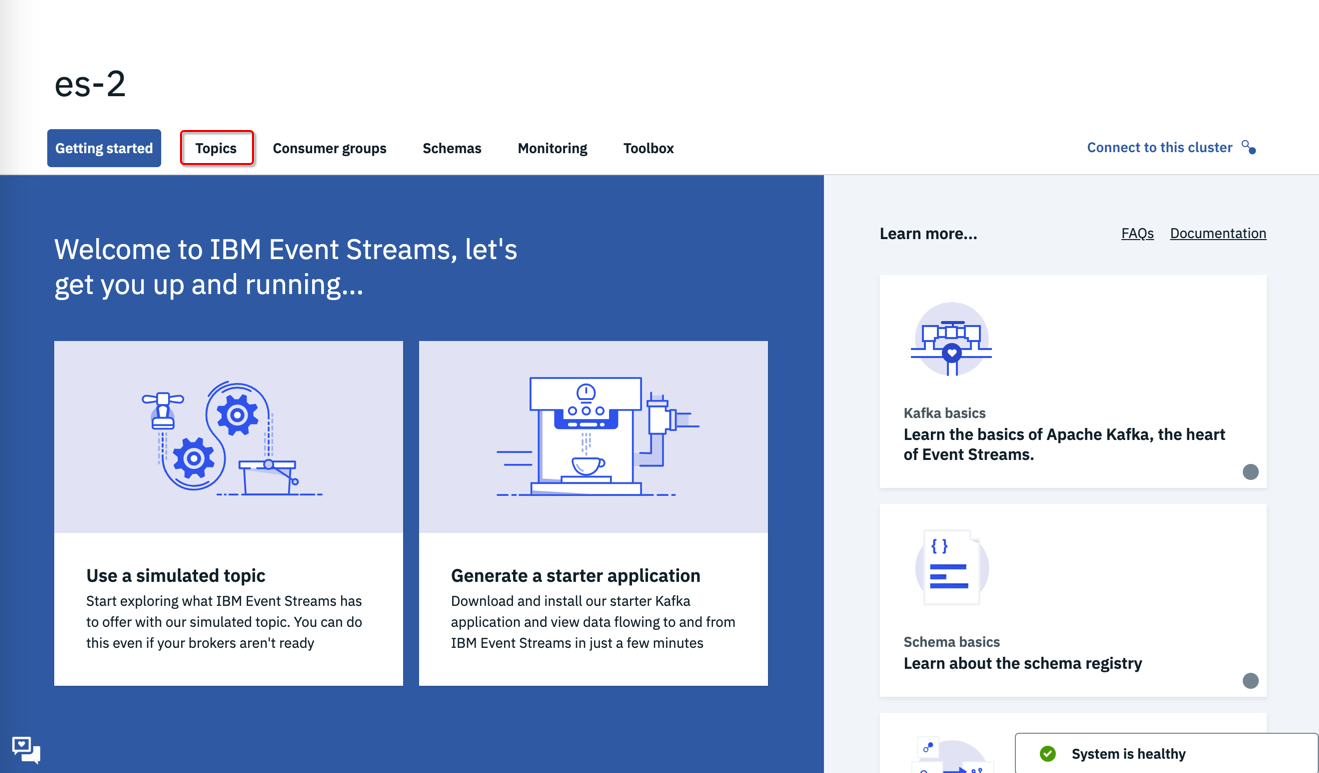 es-2
Getting started
Topics
Consumer groups
Schemas
Monitoring
Toolbox
Connect to this cluster
Welcome to IBM Event Streams, let's
get you up and running...
Use a simulated topic
Start exploring what IBM Event Streams has
to offer with our simulated topic. You can do
this even if your brokers aren't ready
Generate a starter application
Download and install our starter Kafka
application and view data flowing to and from
IBM Event Streams in just a few minutes
Learn more...
FAQs
Documentation
Kafka basics
Learn the basics of Apache Kafka, the heart
of Event Streams.
{ }
Schema basics
Learn about the schema registry
System is healthy